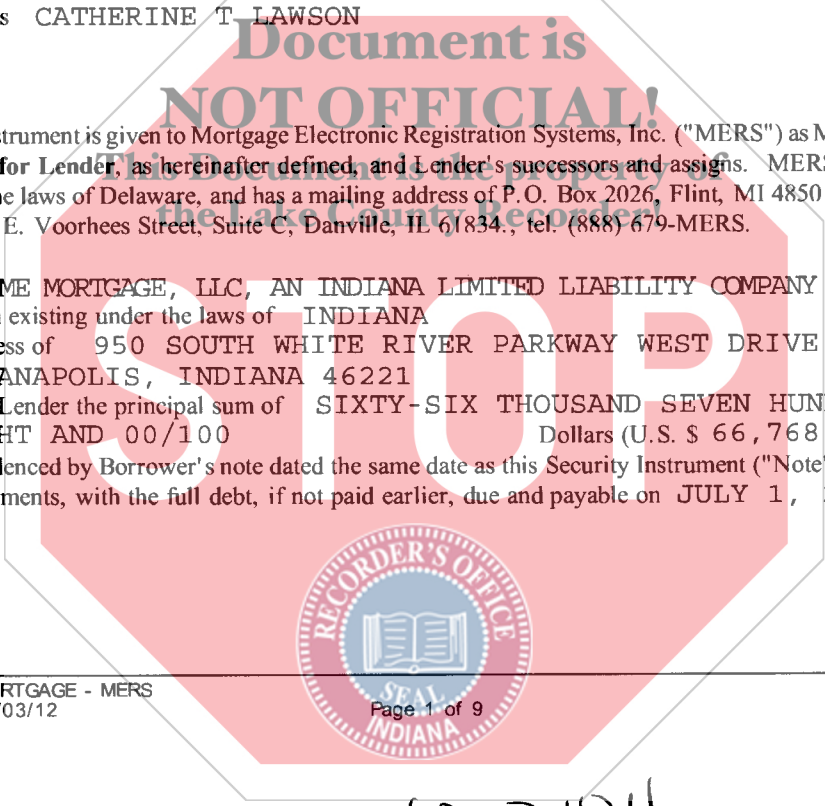 s CATHERINE T LAWSON
Document is
NOT OFFICIAL!
strument is given to Mortgage Electronic Registration Systems, Inc. ("MERS") as M
for Lender, as hereinafter defined, and Lender's successors and assigns. MERS
This Document is the property of
e laws of Delaware, and has a mailing address of P.O. Box 2026, Flint, MI 4850
the Lake County Recorder!
E. Voorhees Street, Suite C, Danville, IL 61834., tel. (888) 679-MERS.
ME MORTGAGE, LLC, AN INDIANA LIMITED LIABILITY COMPANY
existing under the laws of INDIANA
ess of 950 SOUTH WHITE RIVER PARKWAY WEST DRIVE
ANAPOLIS, INDIANA 46221
STOP
Lender the principal sum of SIXTY-SIX THOUSAND SEVEN HUN
HT AND 00/100 Dollars (U.S. $ 66,768
lenced by Borrower's note dated the same date as this Security Instrument ("Note"
ments, with the full debt, if not paid earlier, due and payable on JULY 1,
RECORDER'S OFFICE
SEAL
INDIANA
RTGAGE - MERS
/03/12 Page 1 of 9